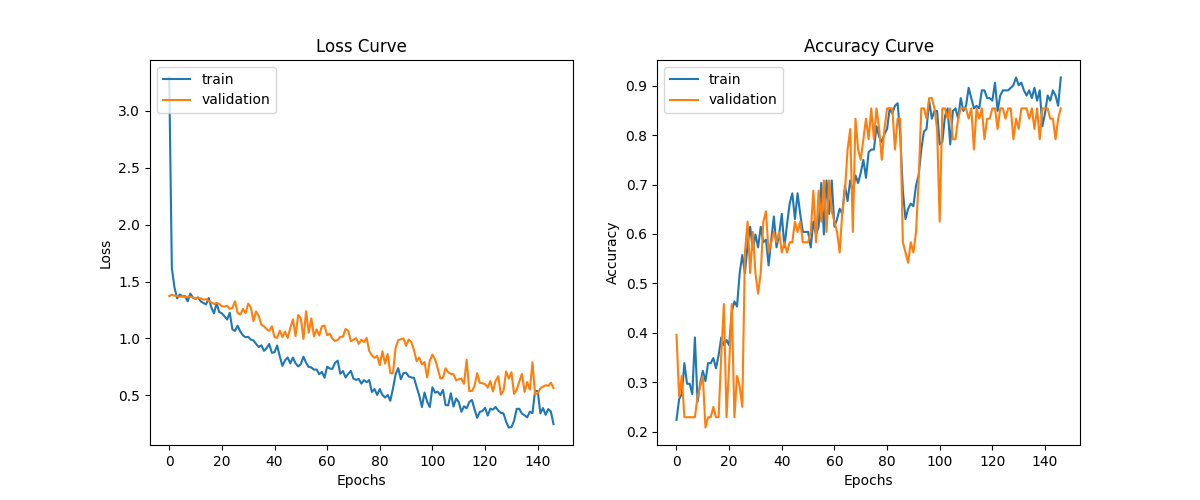 Loss Curve
train
validation
3.0
2.5
2.0
1.5
1.0
0.5
Loss
0 20 40 60 80 100 120 140
Epochs
Accuracy Curve
train
validation
0.9
0.8
0.7
0.6
0.5
0.4
0.3
0.2
Accuracy
0 20 40 60 80 100 120 140
Epochs